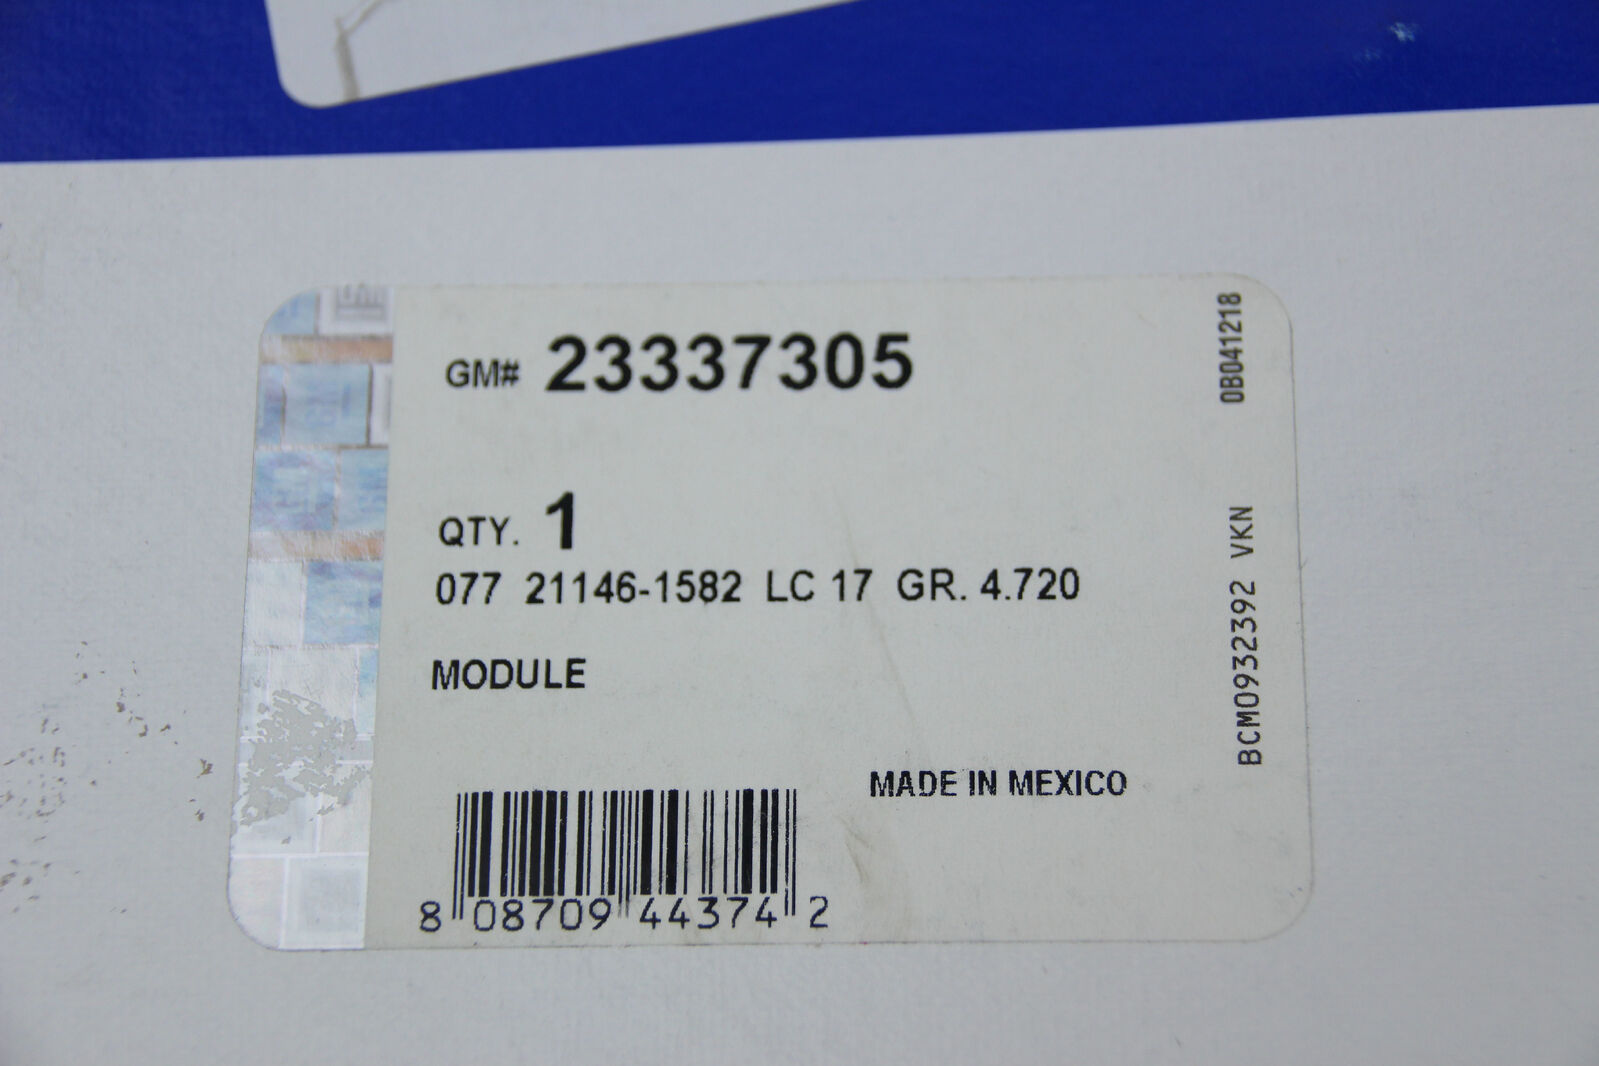 GM# 23337305
QTY. 1
077 21146-1582 LC 17 GR. 4.720
MODULE
MADE IN MEXICO
8 08709 44374 2
0B041218
BCM0932392 VKN